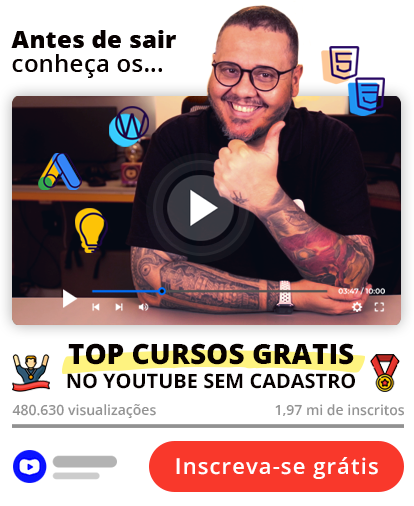 Antes de sair
conheça os...
03:47 / 10:00
TOP CURSOS GRATIS
NO YOUTUBE SEM CADASTRO
480.630 visualizações
1,97 mi de inscritos
Inscreva-se grátis